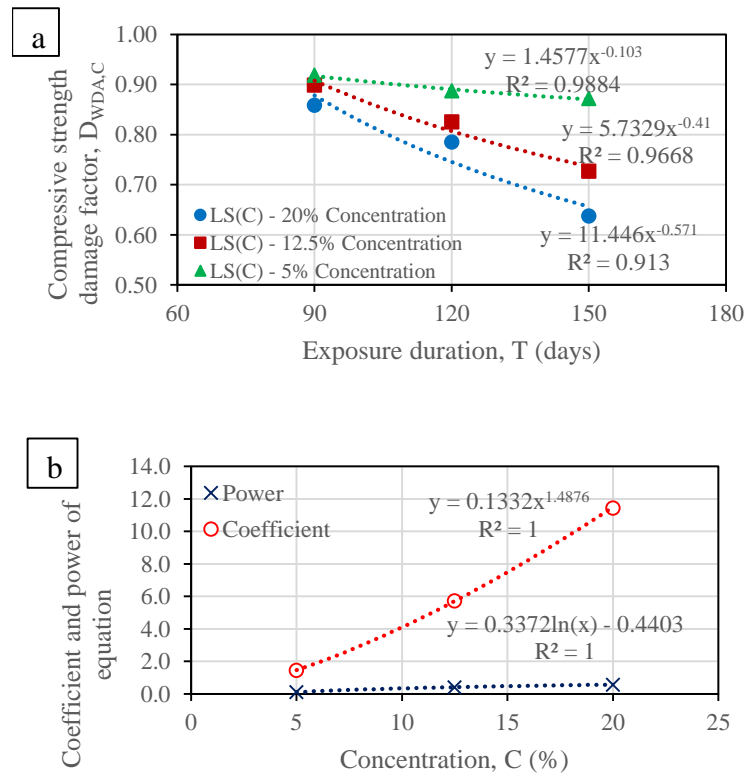 a
Compressive strength
damage factor, D_WDA,C
1.00
0.90
0.80
0.70
0.60
0.50
y = 1.4577x^-0.103
R² = 0.9884
y = 5.7329x^-0.41
R² = 0.9668
y = 11.446x^-0.571
R² = 0.913
LS(C) - 20% Concentration
LS(C) - 12.5% Concentration
LS(C) - 5% Concentration
60 90 120 150 180
Exposure duration, T (days)
b
Coefficient and power of
equation
14.0
12.0
10.0
8.0
6.0
4.0
2.0
0.0
Power
Coefficient
y = 0.1332x^1.4876
R² = 1
y = 0.3372ln(x) - 0.4403
R² = 1
0 5 10 15 20 25
Concentration, C (%)